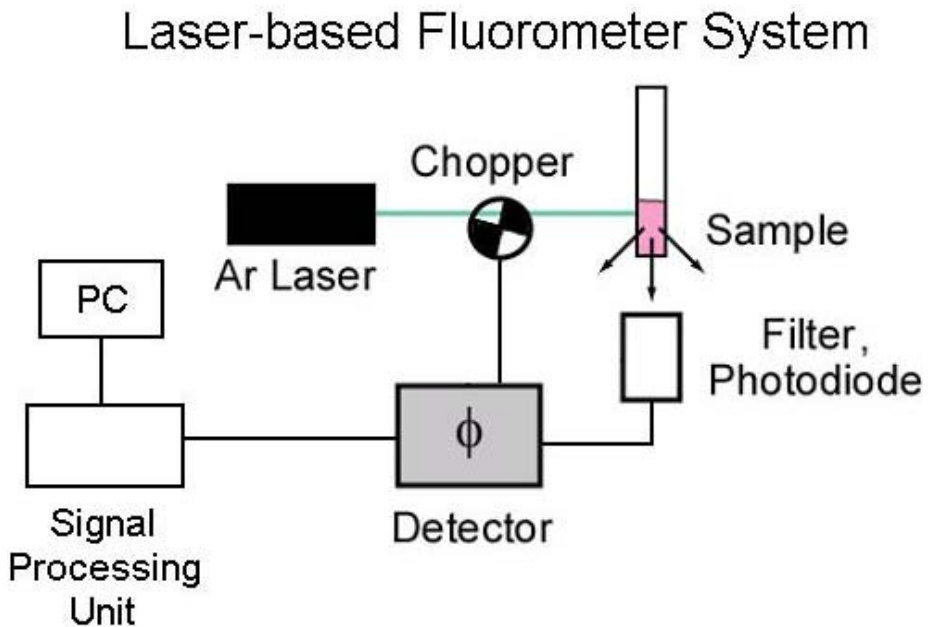 Laser-based Fluorometer System
Chopper
Ar Laser
Sample
PC
Filter,
Photodiode
ϕ
Detector
Signal
Processing
Unit